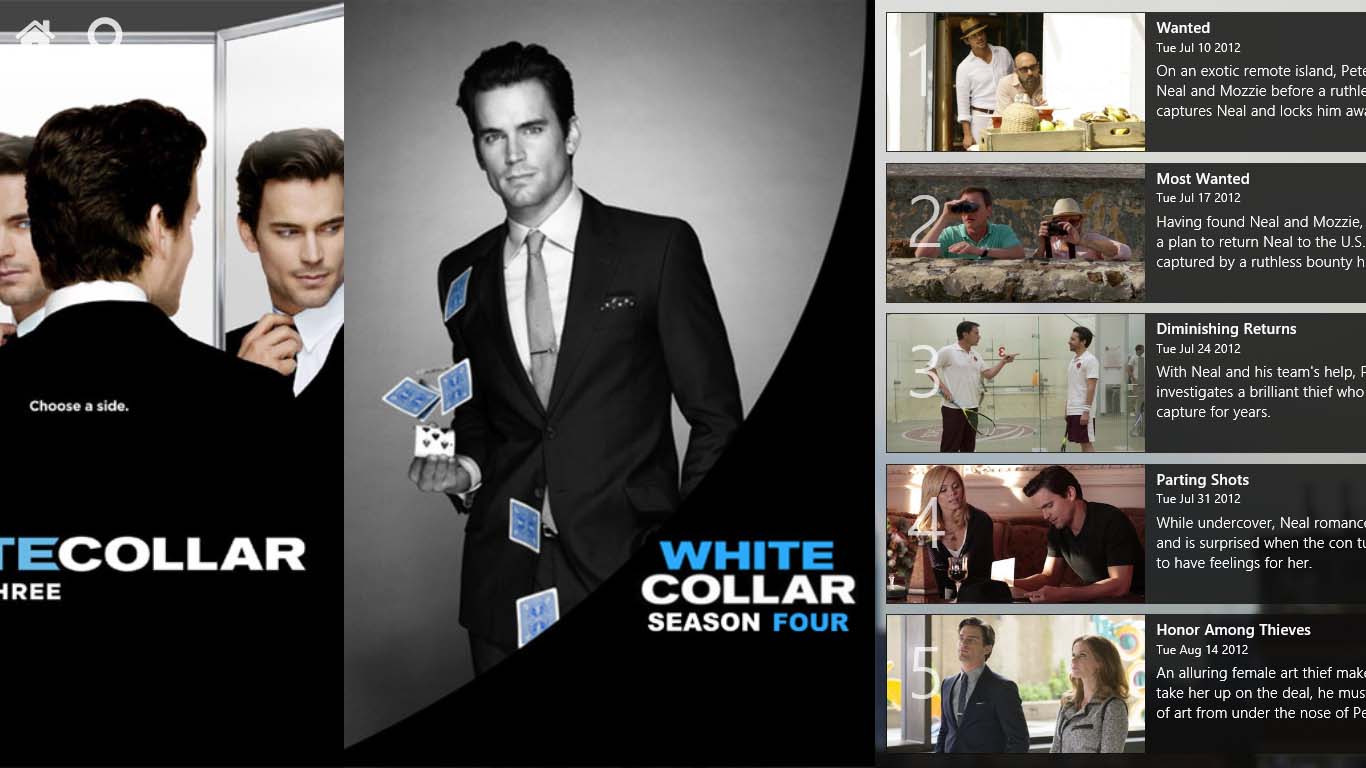 Choose a side.
TECOLLAR
HREE
WHITE
COLLAR
SEASON FOUR
1
Wanted
Tue Jul 10 2012
On an exotic remote island, Pete
Neal and Mozzie before a ruthle
captures Neal and locks him awa
2
Most Wanted
Tue Jul 17 2012
Having found Neal and Mozzie,
a plan to return Neal to the U.S.
captured by a ruthless bounty h
3
Diminishing Returns
Tue Jul 24 2012
With Neal and his team's help, P
investigates a brilliant thief who
capture for years.
4
Parting Shots
Tue Jul 31 2012
While undercover, Neal romance
and is surprised when the con tu
to have feelings for her.
5
Honor Among Thieves
Tue Aug 14 2012
An alluring female art thief make
take her up on the deal, he mus
of art from under the nose of Pe